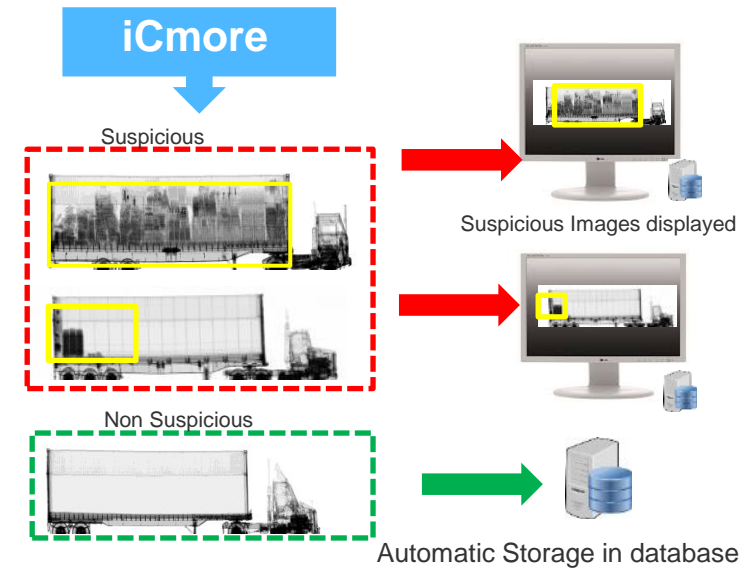 iCmore
Suspicious
Suspicious Images displayed
Non Suspicious
Automatic Storage in database